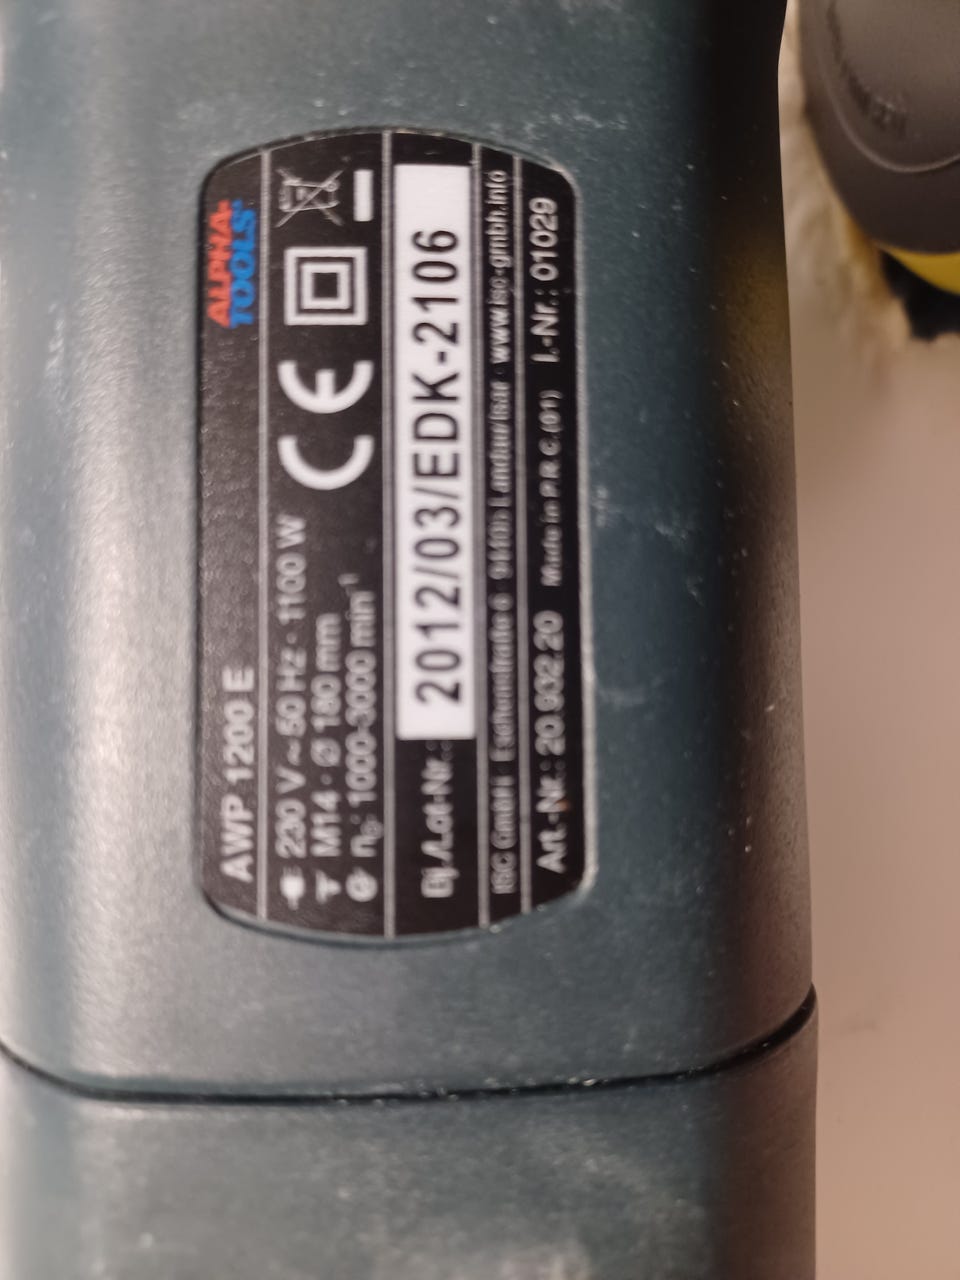 ALPHA-
TOOLS
AWP 1200 E
230 V ~ 50 Hz · 1100 W
M14 · Ø 180 mm
n₀: 1000-3000 min⁻¹
CE
Bj./Lot-Nr.: 2012/03/EDK-2106
ISC GmbH · Eschenstraße 6 · 94405 Landau/Isar · www.isc-gmbh.info
Art.-Nr.: 20.932.20 Made in P.R.C.(01) I.-Nr.: 01029